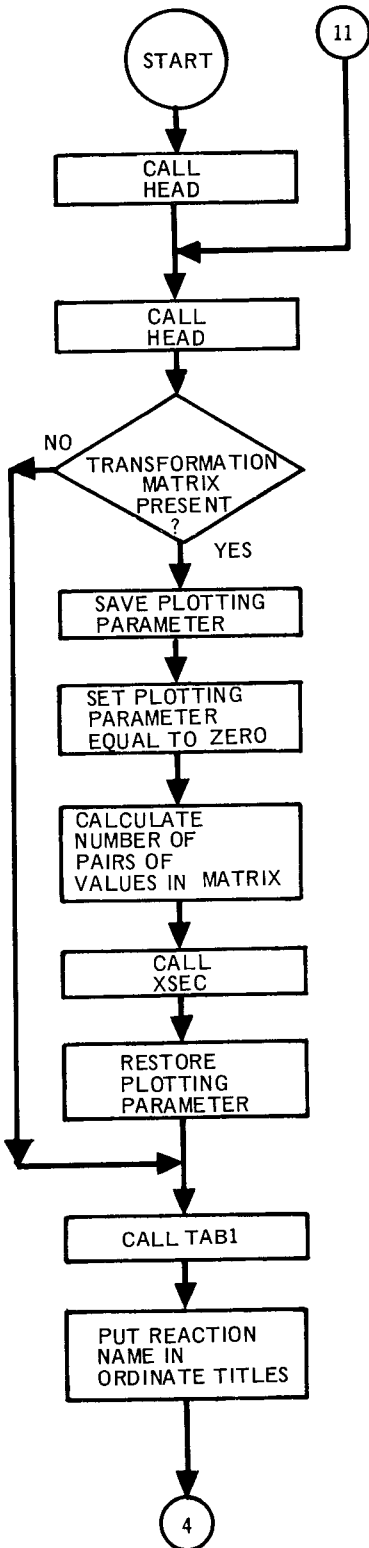 START
11
CALL
HEAD
CALL
HEAD
NO
TRANSFORMATION
MATRIX
PRESENT
?
YES
SAVE PLOTTING
PARAMETER
SET PLOTTING
PARAMETER
EQUAL TO ZERO
CALCULATE
NUMBER OF
PAIRS OF
VALUES IN MATRIX
CALL
XSEC
RESTORE
PLOTTING
PARAMETER
CALL TAB1
PUT REACTION
NAME IN
ORDINATE TITLES
4